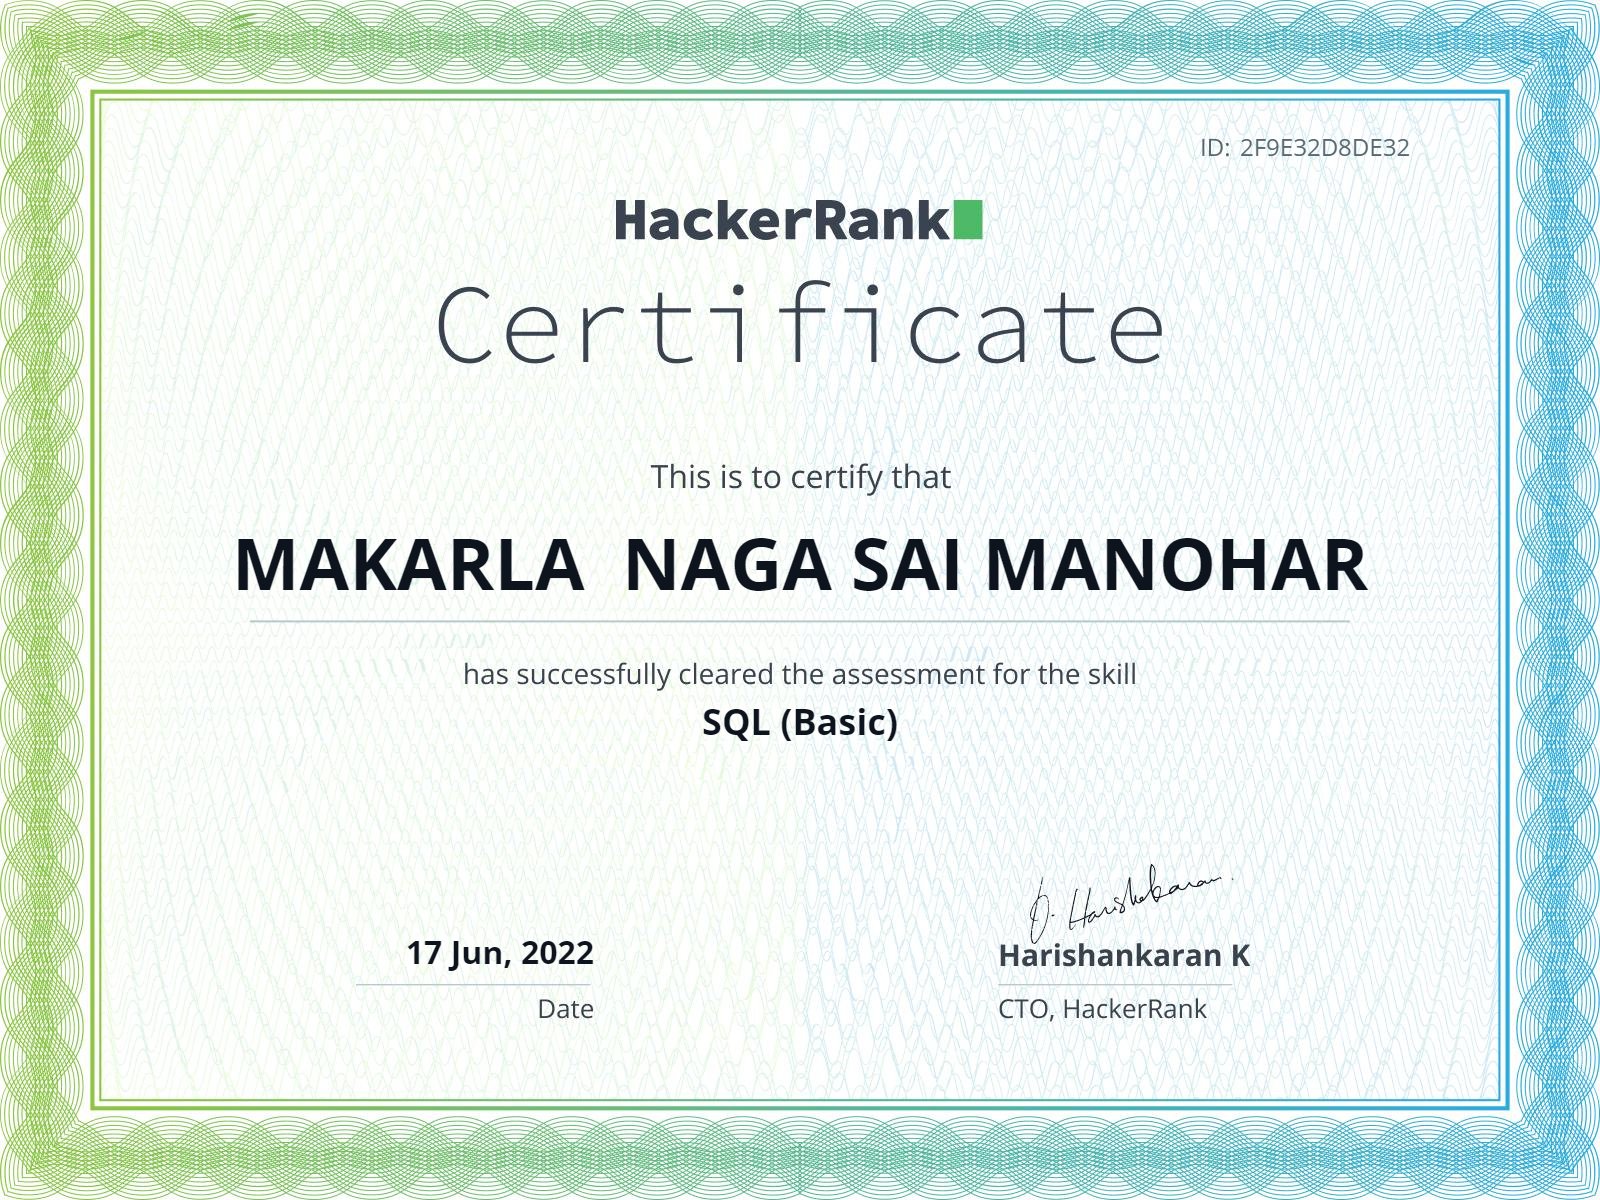 ID: 2F9E32D8DE32
HackerRank
Certificate
This is to certify that
MAKARLA  NAGA SAI MANOHAR
has successfully cleared the assessment for the skill
SQL (Basic)
17 Jun, 2022
Date
Harishankaran K
CTO, HackerRank